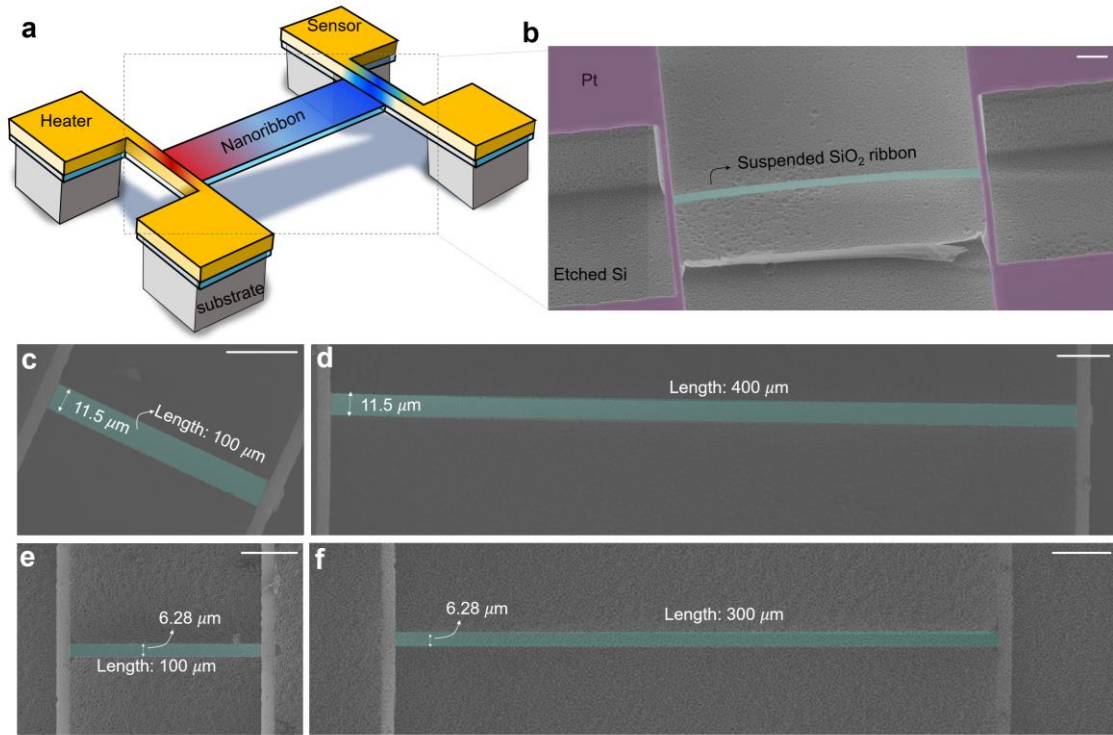 a
Sensor
Heater
Nanoribbon
substrate
b
Pt
Suspended SiO₂ ribbon
Etched Si
c
11.5 μm
Length: 100 μm
d
Length: 400 μm
11.5 μm
e
6.28 μm
Length: 100 μm
f
6.28 μm
Length: 300 μm